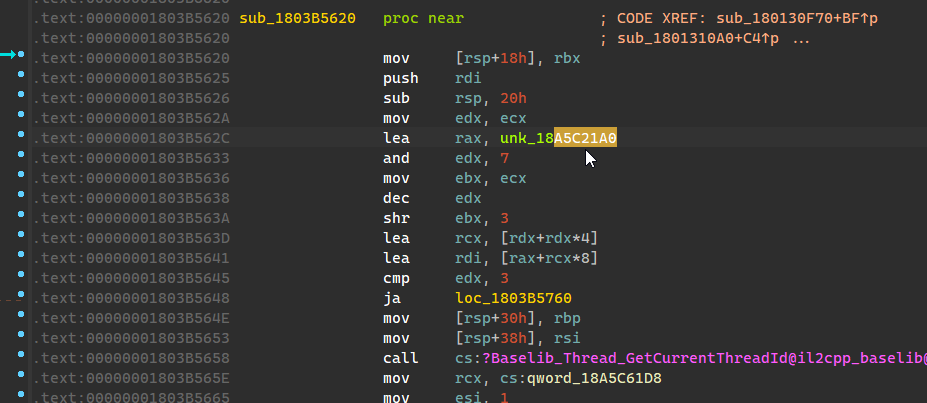 .text:00000001803B5620 sub_1803B5620 proc near ; CODE XREF: sub_180130F70+BF↑p
.text:00000001803B5620 ; sub_1801310A0+C4↑p ...
.text:00000001803B5620 mov [rsp+18h], rbx
.text:00000001803B5625 push rdi
.text:00000001803B5626 sub rsp, 20h
.text:00000001803B562A mov edx, ecx
.text:00000001803B562C lea rax, unk_18A5C21A0
.text:00000001803B5633 and edx, 7
.text:00000001803B5636 mov ebx, ecx
.text:00000001803B5638 dec edx
.text:00000001803B563A shr ebx, 3
.text:00000001803B563D lea rcx, [rdx+rdx*4]
.text:00000001803B5641 lea rdi, [rax+rcx*8]
.text:00000001803B5645 cmp edx, 3
.text:00000001803B5648 ja loc_1803B5760
.text:00000001803B564E mov [rsp+30h], rbp
.text:00000001803B5653 mov [rsp+38h], rsi
.text:00000001803B5658 call cs:?Baselib_Thread_GetCurrentThreadId@il2cpp_baselib@
.text:00000001803B565E mov rcx, cs:qword_18A5C61D8
.text:00000001803B5665 mov esi, 1